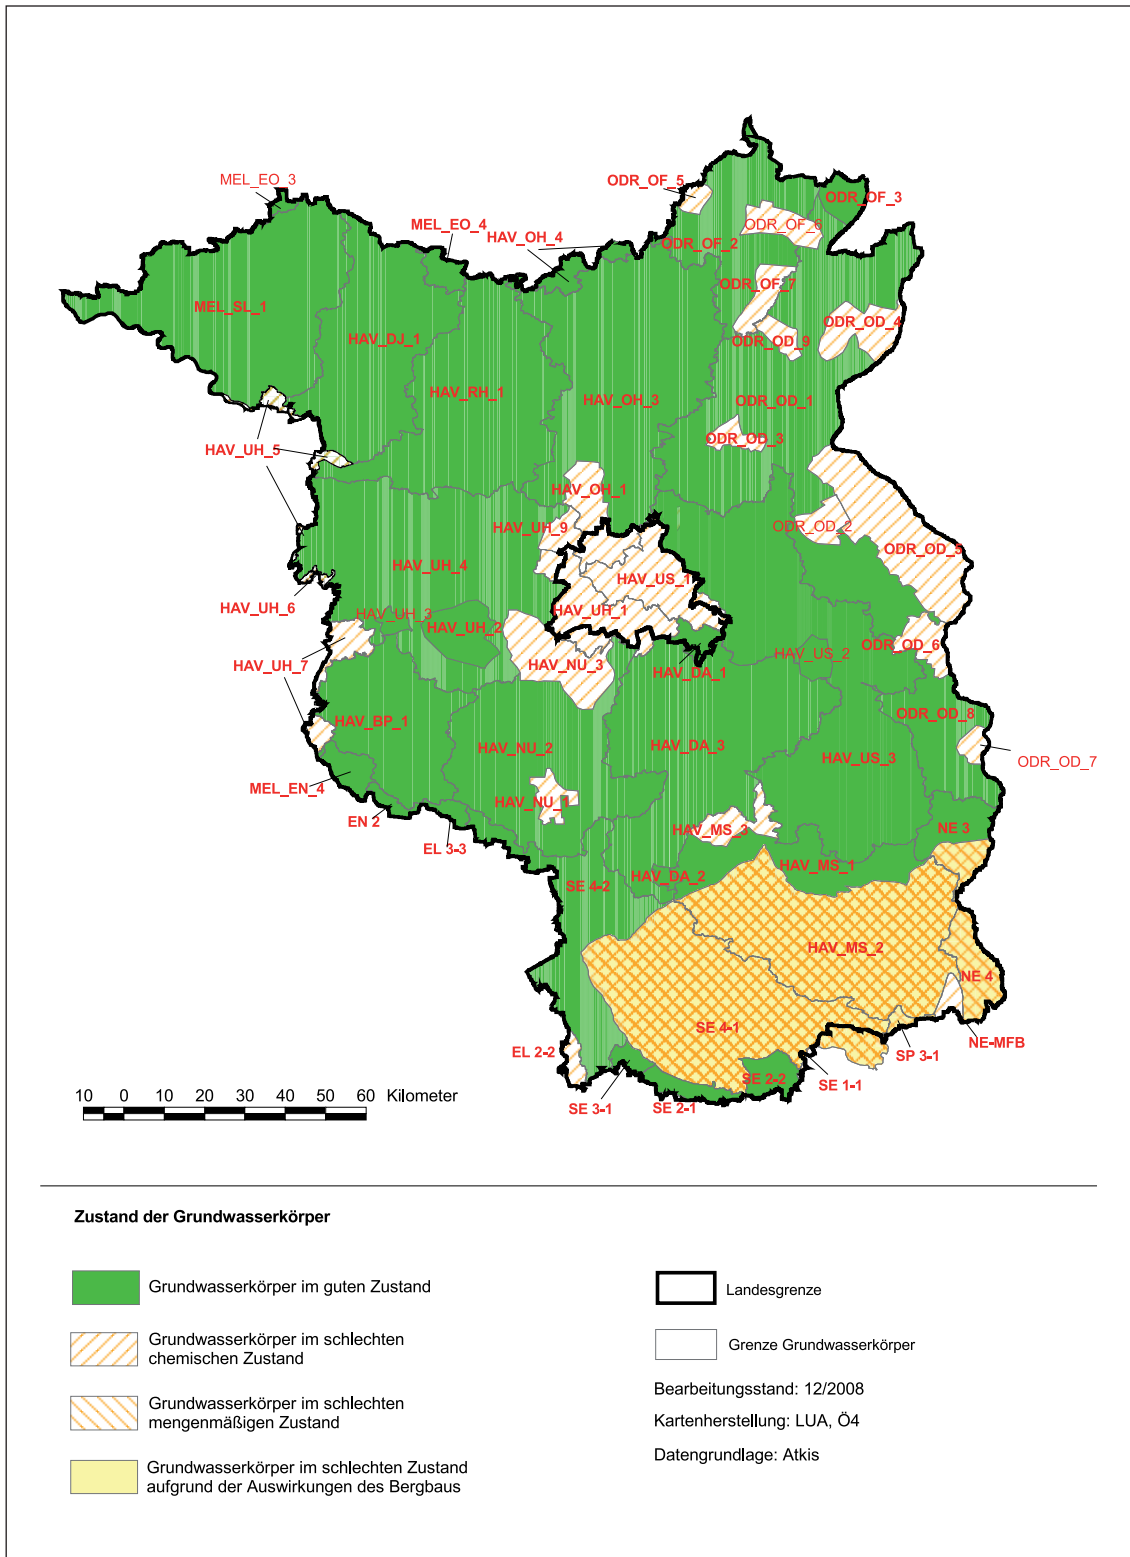 MEL_EO_3
ODR_OF_5
ODR_OF_3
MEL_EO_4
HAV_OH_4
ODR_OF_6
ODR_OF_2
ODR_OF_7
MEL_SL_1
HAV_DJ_1
ODR_OD_4
ODR_OD_9
HAV_RH_1
HAV_OH_3
ODR_OD_1
ODR_OD_3
HAV_UH_5
HAV_OH_1
HAV_UH_9
ODR_OD_2
ODR_OD_5
HAV_UH_4
HAV_US_1
HAV_UH_6
HAV_UH_3
HAV_UH_1
HAV_UH_2
ODR_OD_6
HAV_US_2
HAV_UH_7
HAV_NU_3
HAV_DA_1
ODR_OD_8
HAV_BP_1
HAV_NU_2
HAV_DA_3
HAV_US_3
ODR_OD_7
MEL_EN_4
HAV_NU_1
EN 2
HAV_MS_3
NE 3
EL 3-3
HAV_MS_1
HAV_DA_2
SE 4-2
HAV_MS_2
NE 4
SE 4-1
NE-MFB
EL 2-2
SP 3-1
SE 2-2
SE 1-1
SE 3-1
SE 2-1
10 0 10 20 30 40 50 60 Kilometer
Zustand der Grundwasserkörper
Grundwasserkörper im guten Zustand
Grundwasserkörper im schlechten
chemischen Zustand
Grundwasserkörper im schlechten
mengenmäßigen Zustand
Grundwasserkörper im schlechten Zustand
aufgrund der Auswirkungen des Bergbaus
Landesgrenze
Grenze Grundwasserkörper
Bearbeitungsstand: 12/2008
Kartenherstellung: LUA, Ö4
Datengrundlage: Atkis